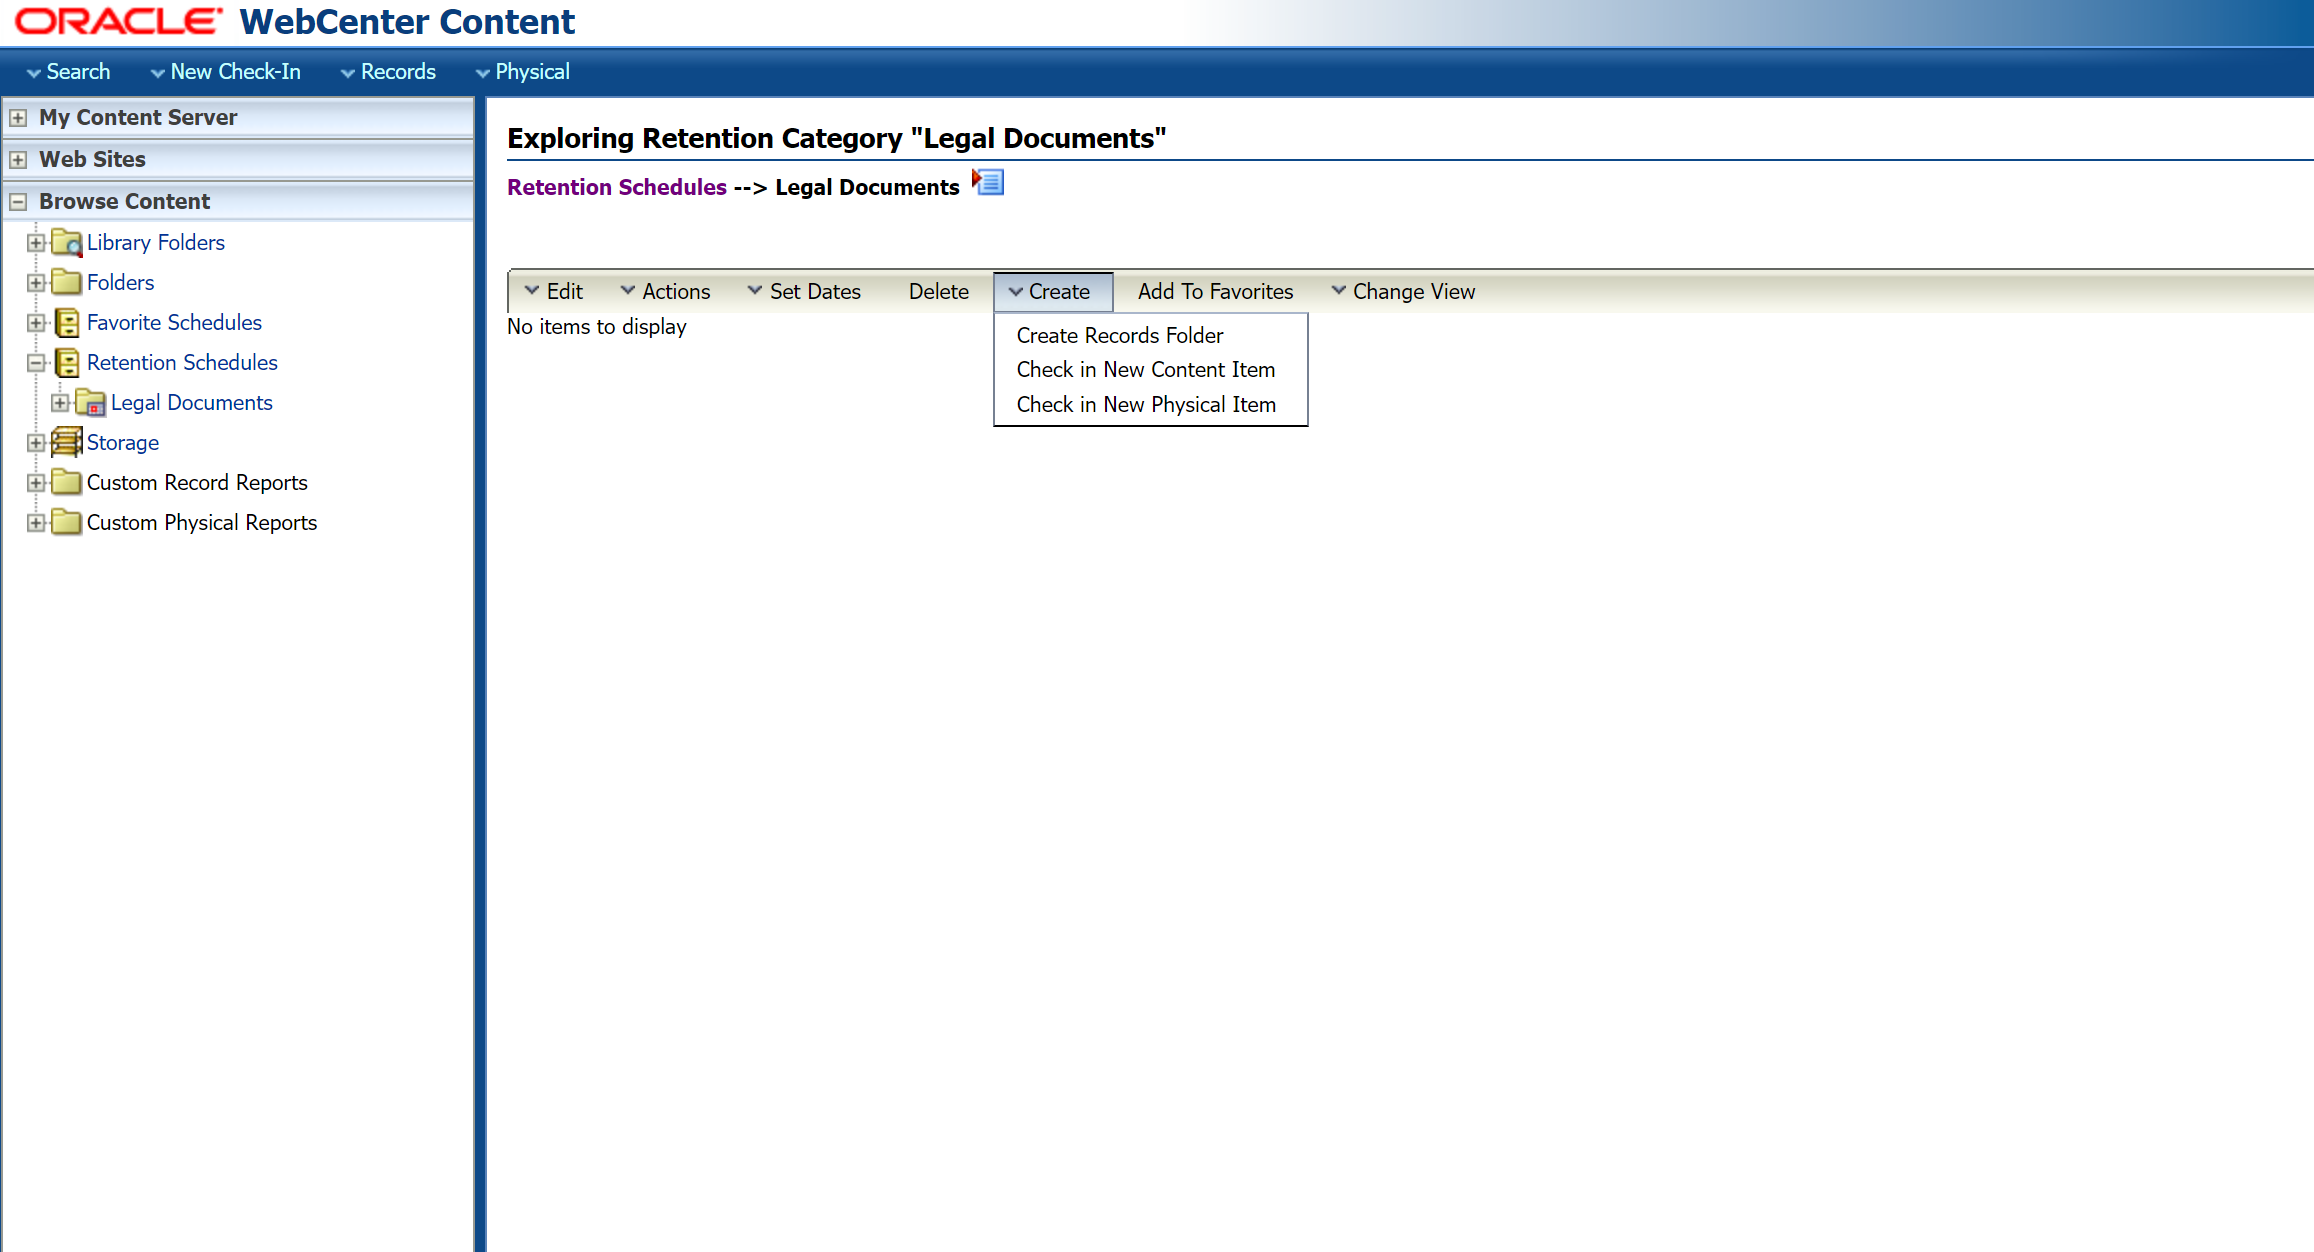 ORACLE WebCenter Content
Search New Check-In Records Physical
My Content Server
Web Sites
Browse Content
Library Folders
Folders
Favorite Schedules
Retention Schedules
Legal Documents
Storage
Custom Record Reports
Custom Physical Reports
Exploring Retention Category "Legal Documents"
Retention Schedules --> Legal Documents
Edit Actions Set Dates Delete Create Add To Favorites Change View
No items to display
Create Records Folder
Check in New Content Item
Check in New Physical Item